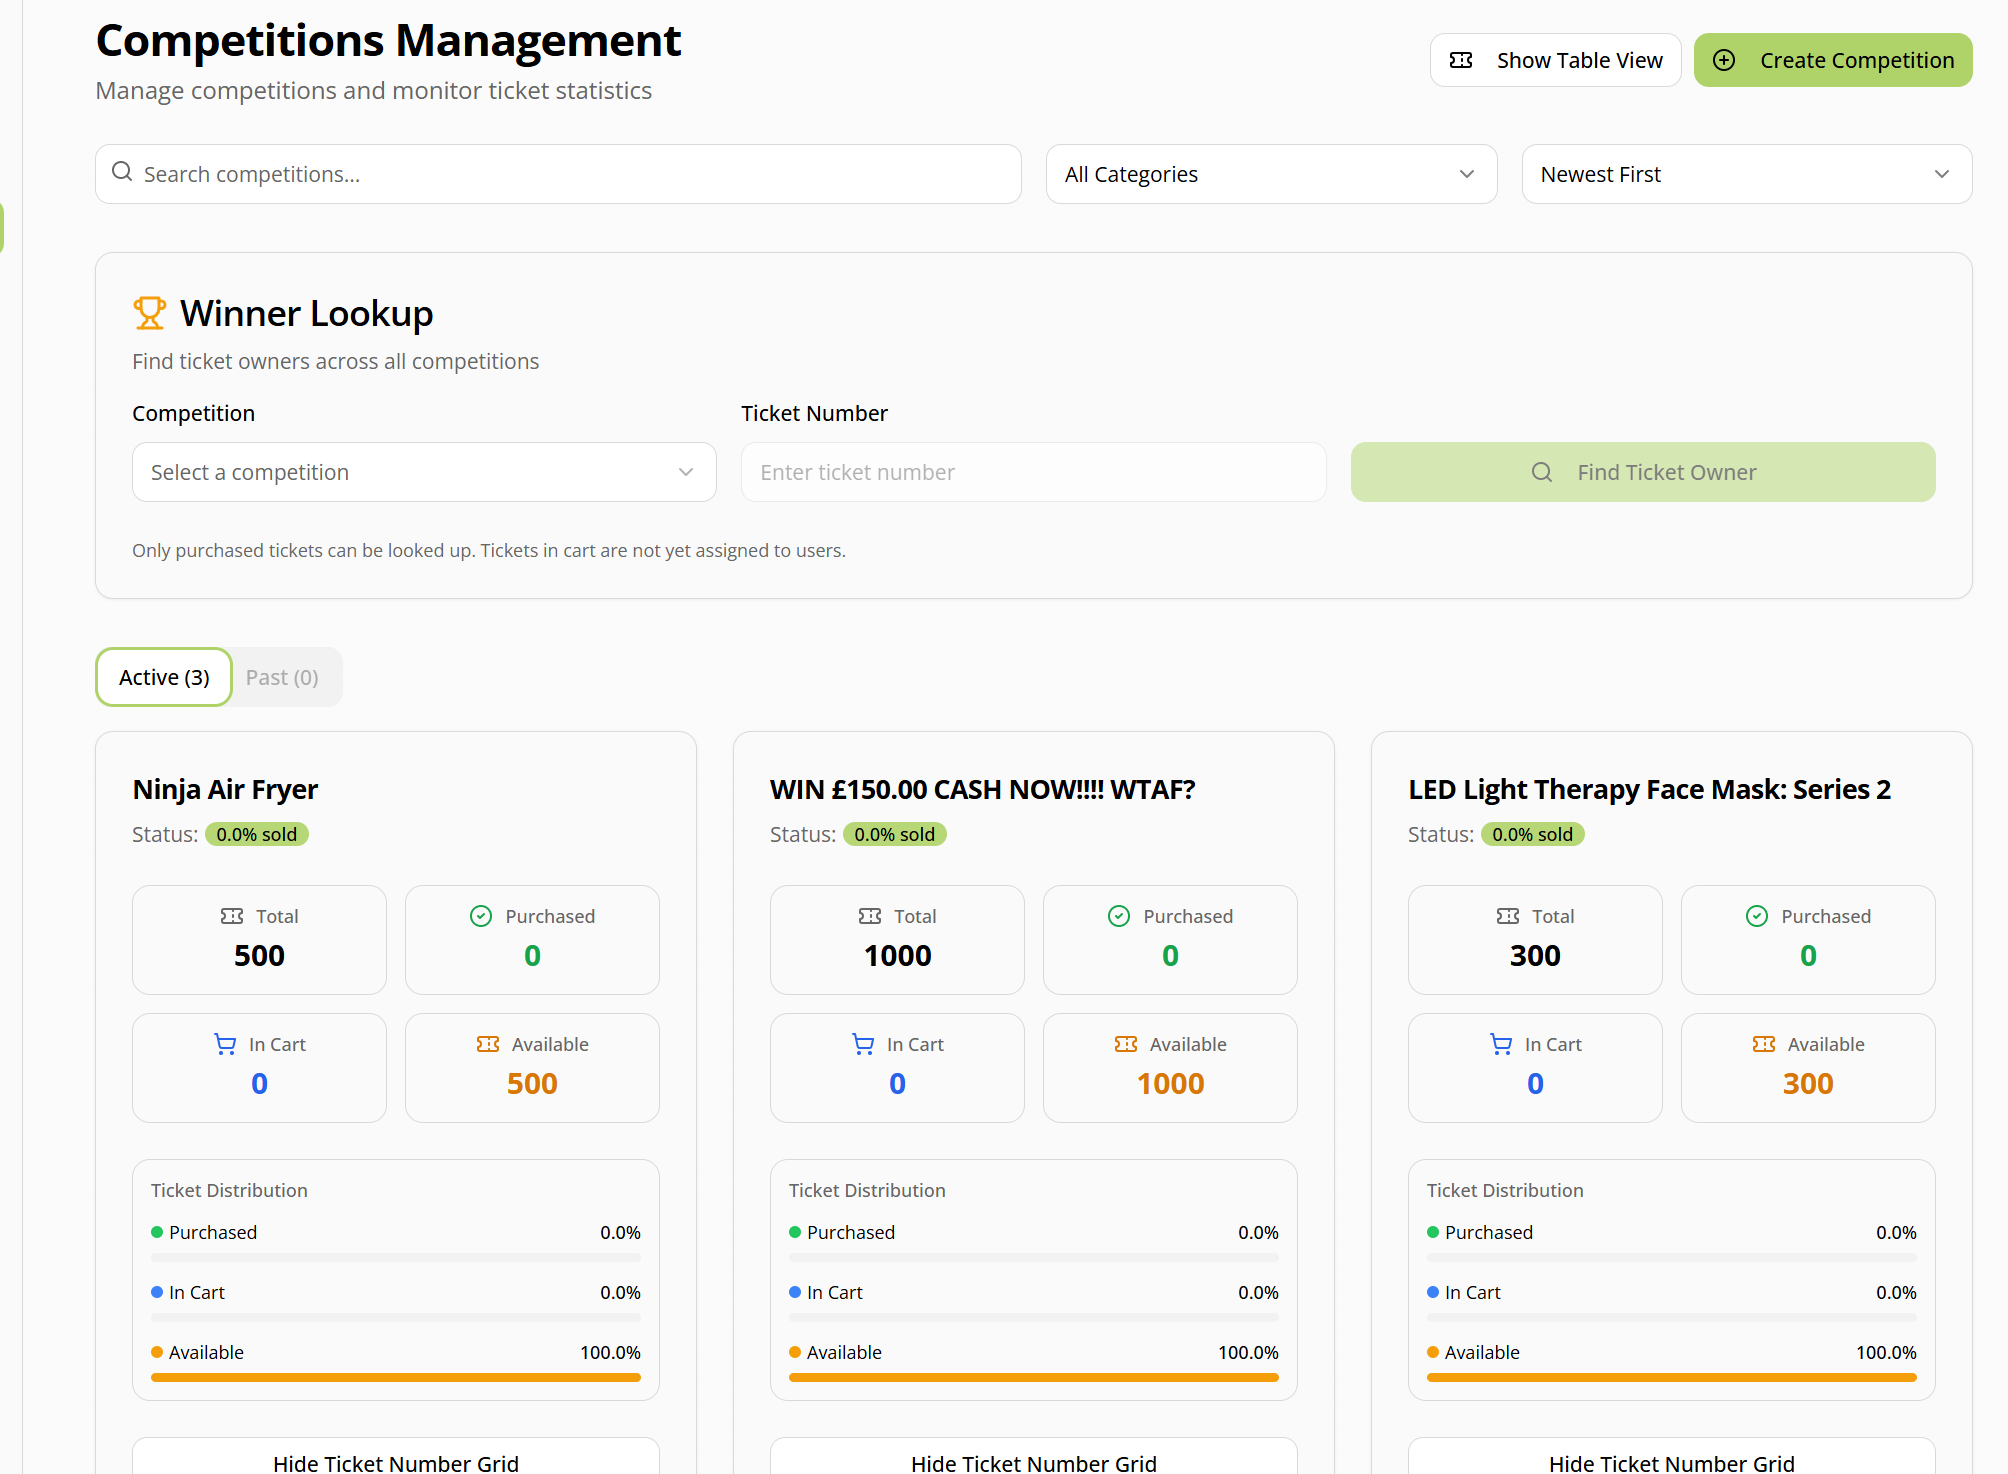 Competitions Management
Manage competitions and monitor ticket statistics
Show Table View
Create Competition
Search competitions...
All Categories
Newest First
Winner Lookup
Find ticket owners across all competitions
Competition
Ticket Number
Select a competition
Enter ticket number
Find Ticket Owner
Only purchased tickets can be looked up. Tickets in cart are not yet assigned to users.
Active (3)
Past (0)
Ninja Air Fryer
Status: 0.0% sold
Total
500
Purchased
0
In Cart
0
Available
500
Ticket Distribution
Purchased 0.0%
In Cart 0.0%
Available 100.0%
Hide Ticket Number Grid
WIN £150.00 CASH NOW!!!! WTAF?
Status: 0.0% sold
Total
1000
Purchased
0
In Cart
0
Available
1000
Ticket Distribution
Purchased 0.0%
In Cart 0.0%
Available 100.0%
Hide Ticket Number Grid
LED Light Therapy Face Mask: Series 2
Status: 0.0% sold
Total
300
Purchased
0
In Cart
0
Available
300
Ticket Distribution
Purchased 0.0%
In Cart 0.0%
Available 100.0%
Hide Ticket Number Grid